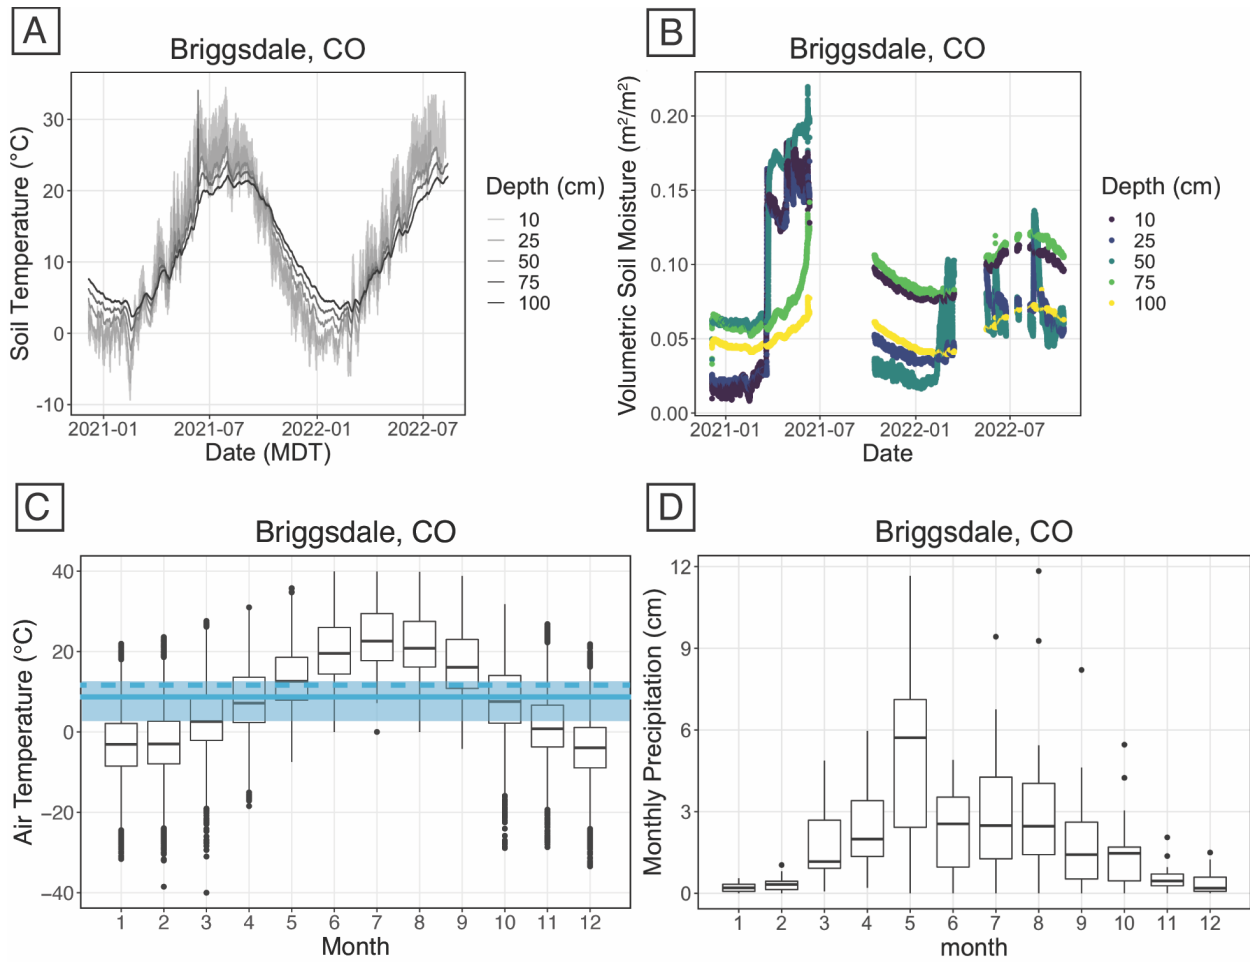 A
Briggsdale, CO
Soil Temperature (°C)
30
20
10
0
-10
2021-01
2021-07
2022-01
2022-07
Date (MDT)
Depth (cm)
10
25
50
75
100
B
Briggsdale, CO
Volumetric Soil Moisture (m²/m²)
0.20
0.15
0.10
0.05
0.00
2021-01
2021-07
2022-01
2022-07
Date
Depth (cm)
10
25
50
75
100
C
Briggsdale, CO
Air Temperature (°C)
40
20
0
−20
−40
1 2 3 4 5 6 7 8 9 10 11 12
Month
D
Briggsdale, CO
Monthly Precipitation (cm)
12
9
6
3
0
1 2 3 4 5 6 7 8 9 10 11 12
month